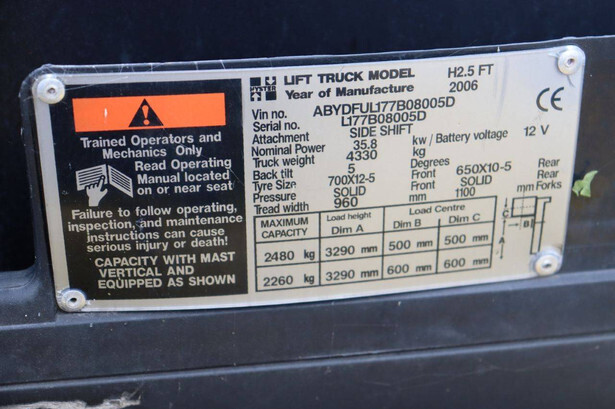 Trained Operators and
Mechanics Only
Read Operating
Manual located
on or near seat
Failure to follow operating,
inspection, and maintenance
instructions can cause
serious injury or death!
CAPACITY WITH MAST
VERTICAL AND
EQUIPPED AS SHOWN
HYSTER LIFT TRUCK MODEL H2.5 FT
Year of Manufacture 2006
Vin no. ABYDFUL177B08005D
Serial no. L177B08005D
Attachment SIDE SHIFT
Nominal Power 35.8 kw / Battery voltage 12 V
Truck weight 4330 kg
Back tilt 5 Degrees
Tyre Size 700X12-5 Front 650X10-5 Rear
Pressure SOLID Front SOLID Rear
Tread width 960 mm 1100 mm Forks
MAXIMUM CAPACITY Load height Dim A Load Centre Dim B Dim C
2480 kg 3290 mm 500 mm 500 mm
2260 kg 3290 mm 600 mm 600 mm
C
B
A
CE